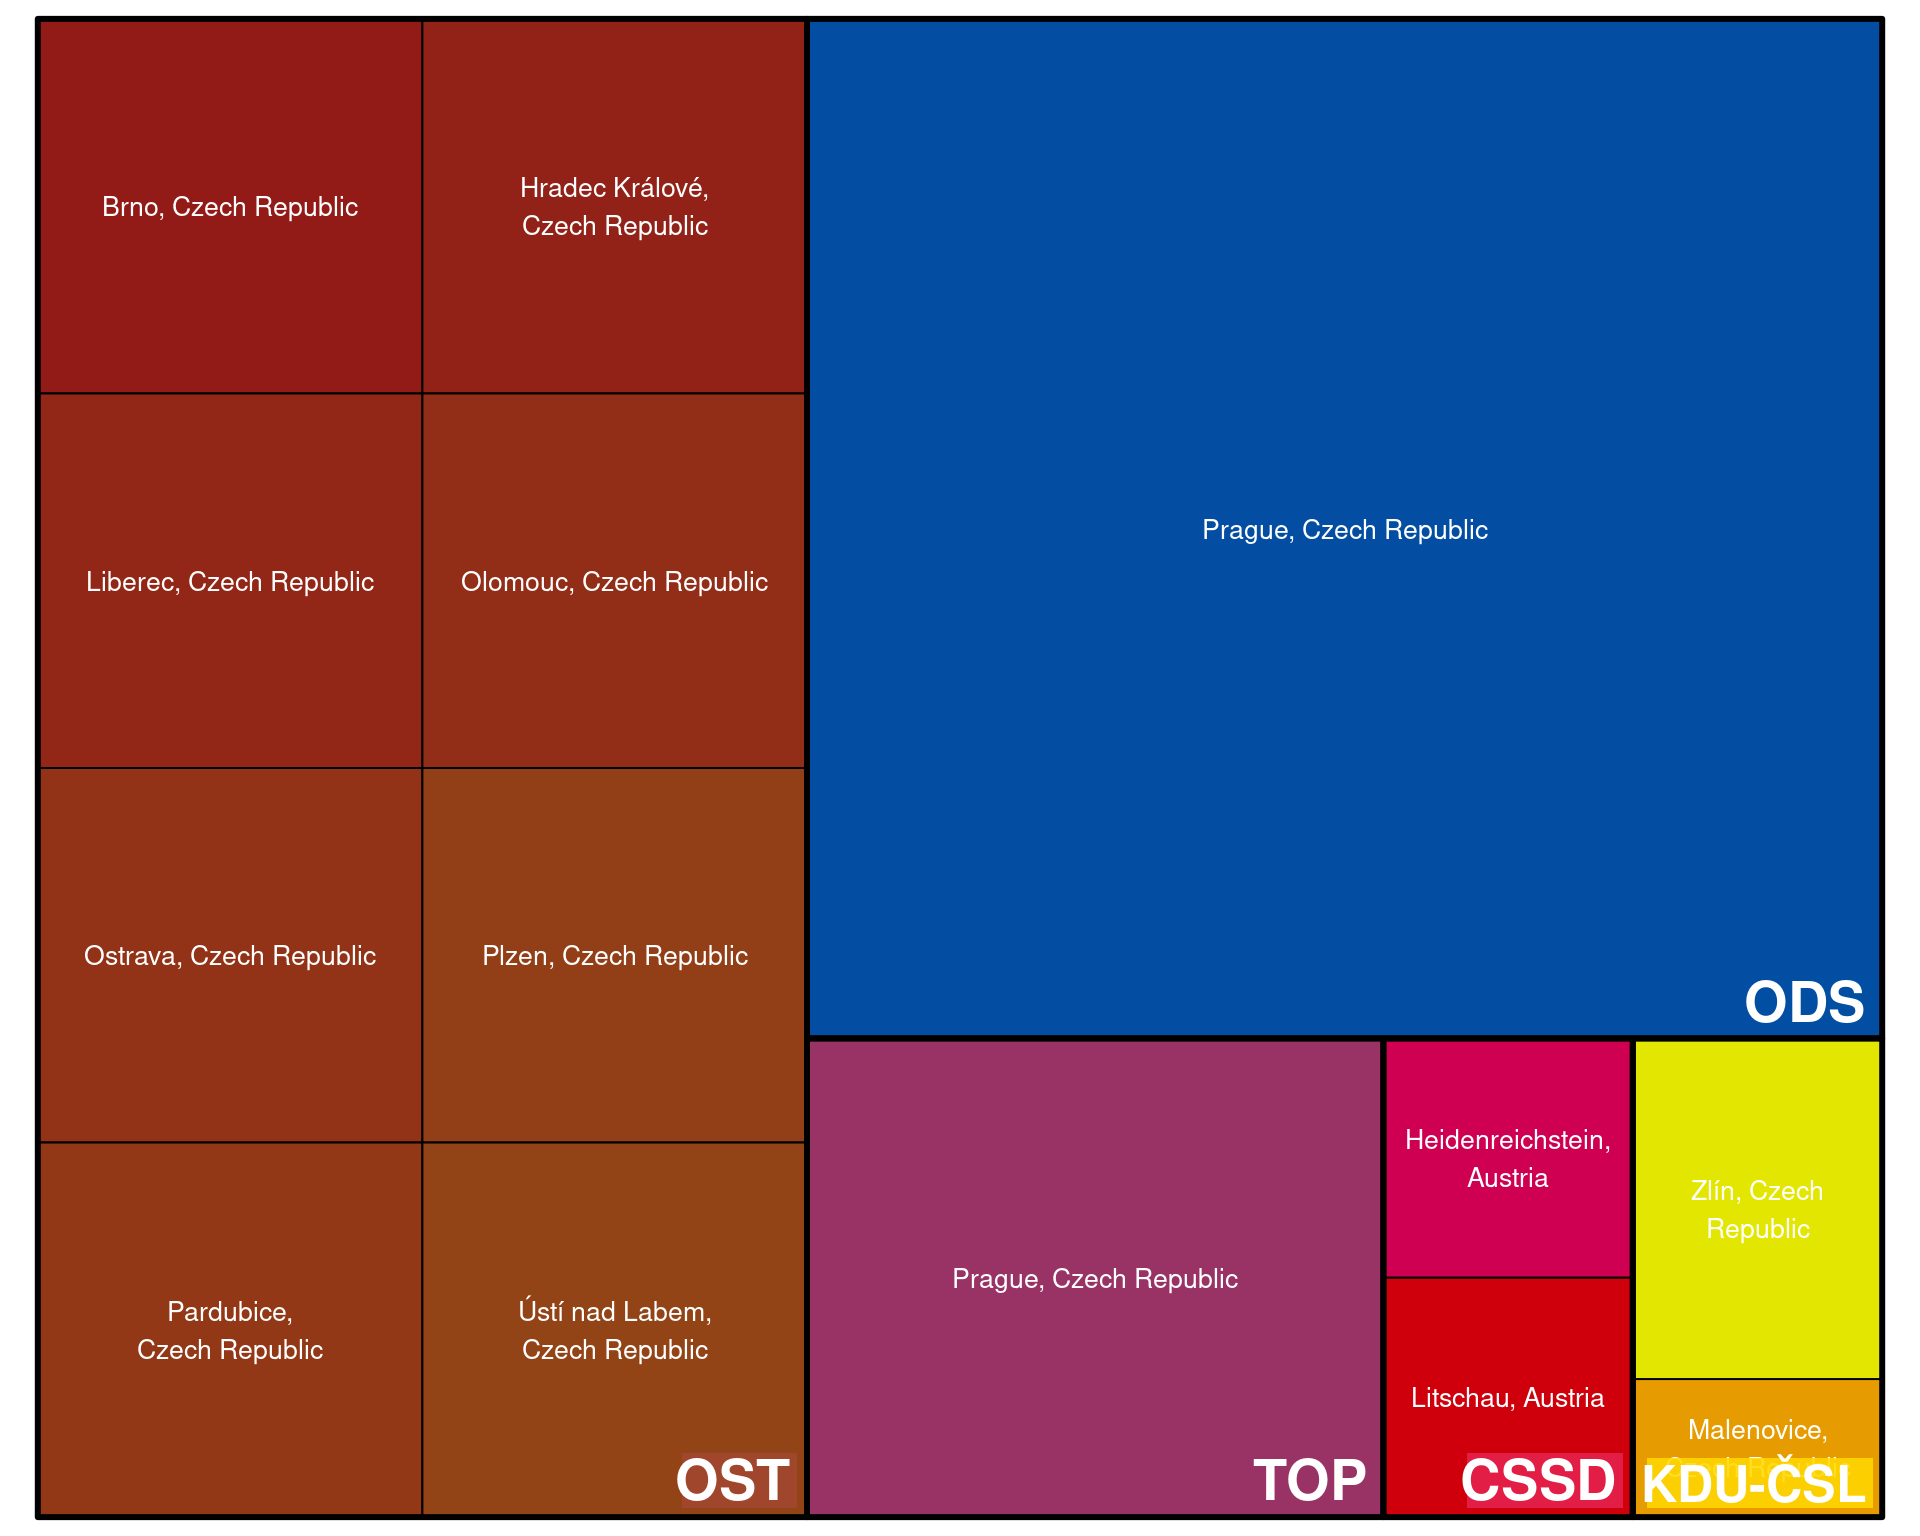 Brno, Czech Republic
Hradec Králové,
Czech Republic
Liberec, Czech Republic
Olomouc, Czech Republic
Ostrava, Czech Republic
Plzen, Czech Republic
Pardubice,
Czech Republic
Ústí nad Labem,
Czech Republic
OST
Prague, Czech Republic
ODS
Prague, Czech Republic
TOP
Heidenreichstein,
Austria
Litschau, Austria
CSSD
Zlín, Czech
Republic
Malenovice,
Czech Republic
KDU-ČSL